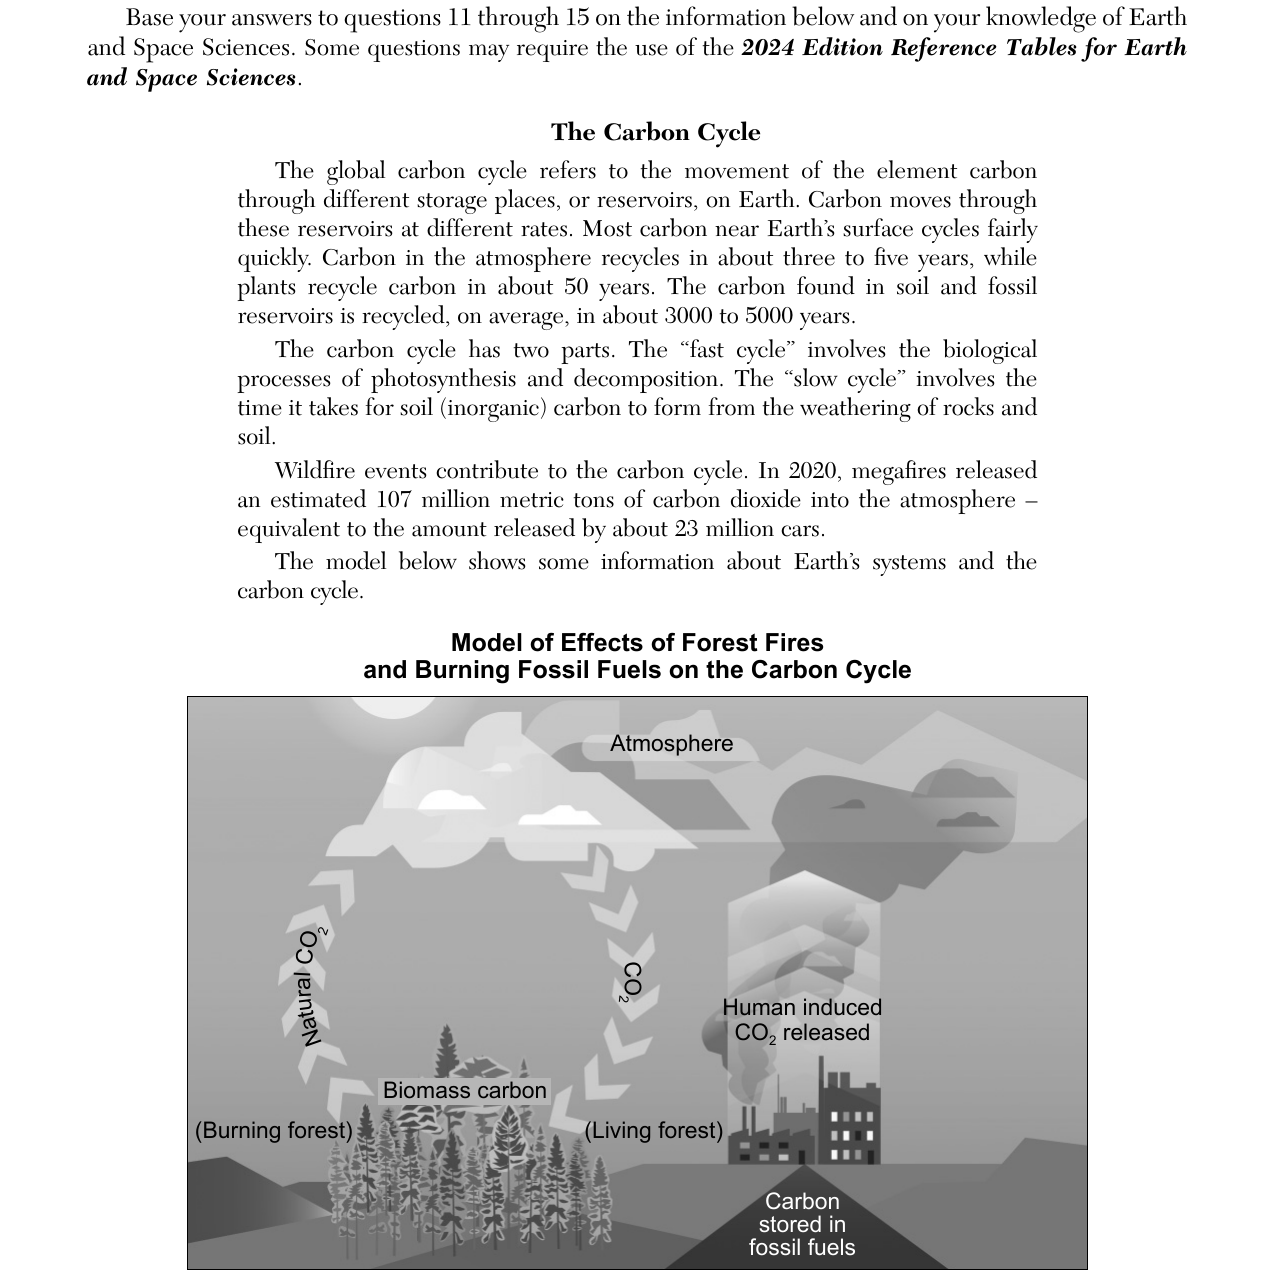 Base your answers to questions 11 through 15 on the information below and on your knowledge of Earth
and Space Sciences. Some questions may require the use of the 2024 Edition Reference Tables for Earth
and Space Sciences.
The Carbon Cycle
The global carbon cycle refers to the movement of the element carbon
through different storage places, or reservoirs, on Earth. Carbon moves through
these reservoirs at different rates. Most carbon near Earth’s surface cycles fairly
quickly. Carbon in the atmosphere recycles in about three to five years, while
plants recycle carbon in about 50 years. The carbon found in soil and fossil
reservoirs is recycled, on average, in about 3000 to 5000 years.
The carbon cycle has two parts. The “fast cycle” involves the biological
processes of photosynthesis and decomposition. The “slow cycle” involves the
time it takes for soil (inorganic) carbon to form from the weathering of rocks and
soil.
Wildfire events contribute to the carbon cycle. In 2020, megafires released
an estimated 107 million metric tons of carbon dioxide into the atmosphere –
equivalent to the amount released by about 23 million cars.
The model below shows some information about Earth’s systems and the
carbon cycle.
Model of Effects of Forest Fires
and Burning Fossil Fuels on the Carbon Cycle
Atmosphere
Natural CO₂
CO₂
Human induced
CO₂ released
Biomass carbon
(Burning forest)
(Living forest)
Carbon
stored in
fossil fuels